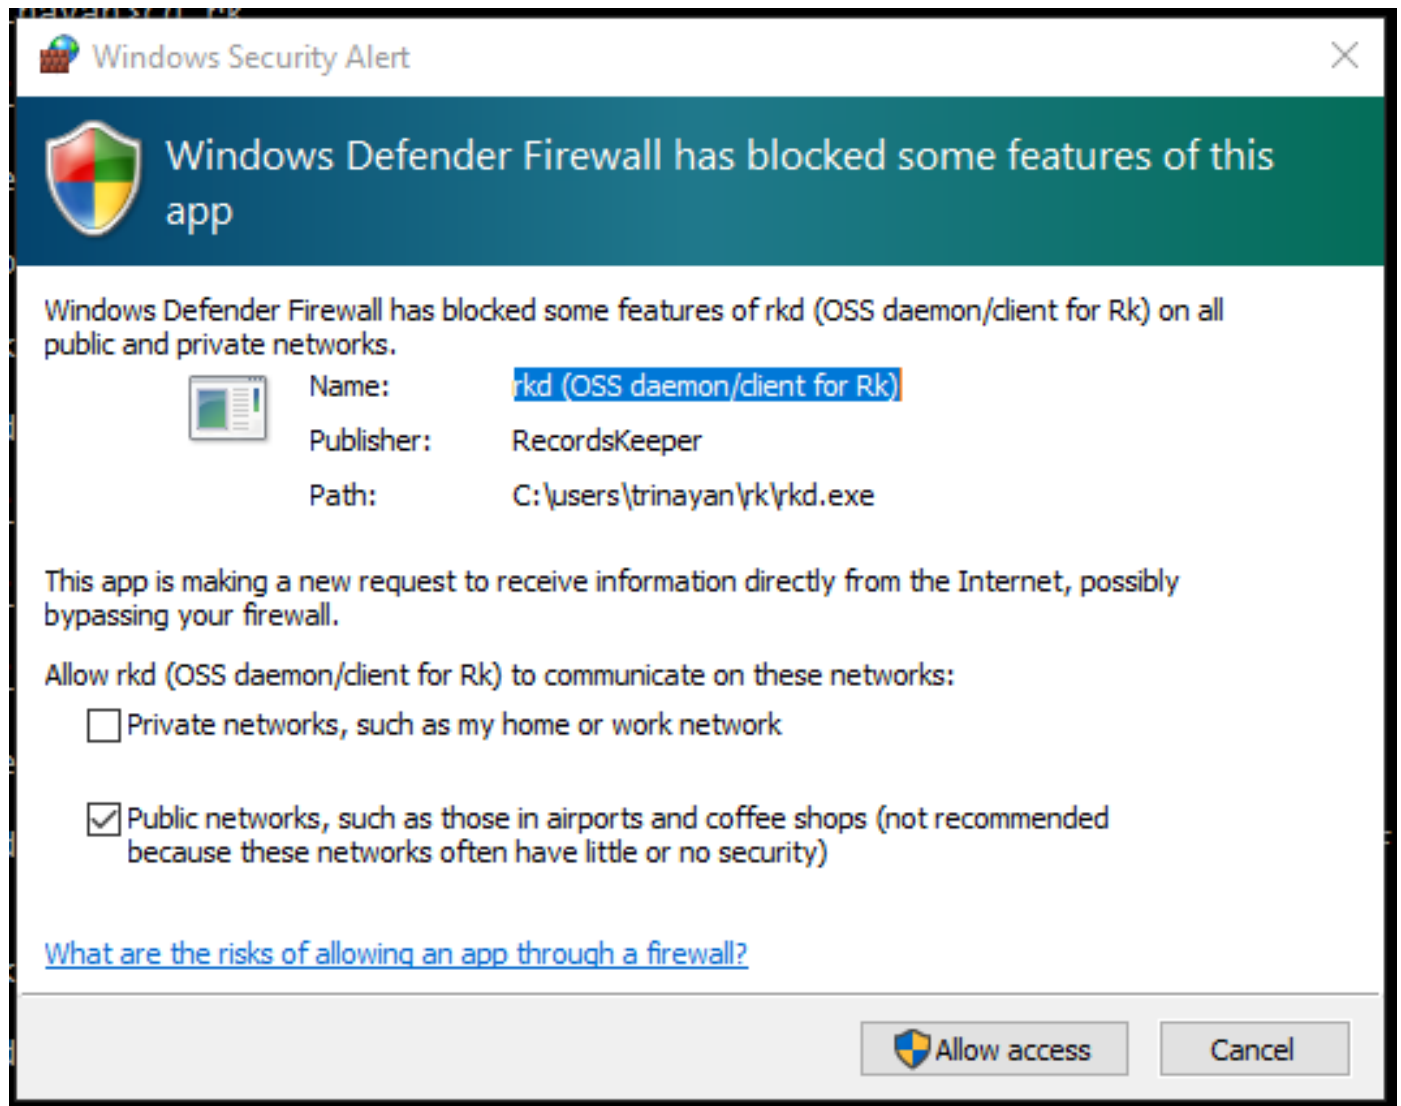 Windows Security Alert
Windows Defender Firewall has blocked some features of this
app
Windows Defender Firewall has blocked some features of rkd (OSS daemon/client for Rk) on all
public and private networks.
Name: rkd (OSS daemon/client for Rk)
Publisher: RecordsKeeper
Path: C:\users\trinayan\rk\rkd.exe
This app is making a new request to receive information directly from the Internet, possibly
bypassing your firewall.
Allow rkd (OSS daemon/client for Rk) to communicate on these networks:
Private networks, such as my home or work network
Public networks, such as those in airports and coffee shops (not recommended
because these networks often have little or no security)
What are the risks of allowing an app through a firewall?
Allow access Cancel